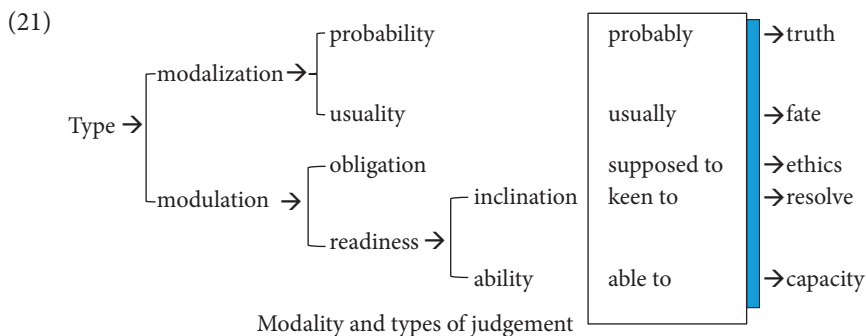 (21)
probability probably → truth
modalization →
usuality usually → fate
Type →
obligation supposed to → ethics
modulation → inclination keen to → resolve
readiness →
ability able to → capacity
Modality and types of judgement